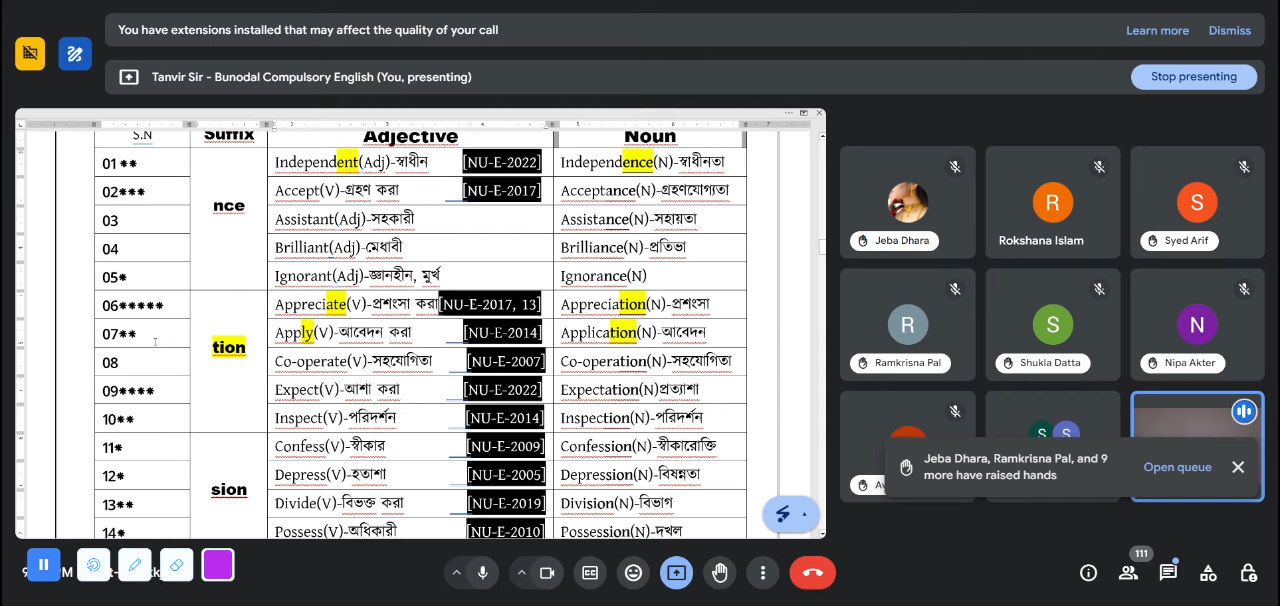 You have extensions installed that may affect the quality of your call
Learn more
Dismiss
Tanvir Sir - Bunodal Compulsory English (You, presenting)
Stop presenting
S.N Suffix Adjective Noun
01 ** Independent(Adj)-স্বাধীন [NU-E-2022] Independence(N)-স্বাধীনতা
02*** Accept(V)-গ্রহণ করা [NU-E-2017] Acceptance(N)-গ্রহণযোগ্যতা
nce
03 Assistant(Adj)-সহকারী Assistance(N)-সহায়তা
04 Brilliant(Adj)-মেধাবী Brilliance(N)-প্রতিভা
05* Ignorant(Adj)-জ্ঞানহীন, মুর্খ Ignorance(N)
06***** Appreciate(V)-প্রশংসা করা[NU-E-2017, 13] Appreciation(N)-প্রশংসা
07** Apply(V)-আবেদন করা [NU-E-2014] Application(N)-আবেদন
tion
08 Co-operate(V)-সহযোগিতা [NU-E-2007] Co-operation(N)-সহযোগিতা
09**** Expect(V)-আশা করা [NU-E-2022] Expectation(N)প্রত্যাশা
10** Inspect(V)-পরিদর্শন [NU-E-2014] Inspection(N)-পরিদর্শন
11* Confess(V)-স্বীকার [NU-E-2009] Confession(N)-স্বীকারোক্তি
12* Depress(V)-হতাশা [NU-E-2005] Depression(N)-বিষন্নতা
sion
13** Divide(V)-বিভক্ত করা [NU-E-2019] Division(N)-বিভাগ
14* Possess(V)-অধিকারী [NU-E-2010] Possession(N)-দখল
Jeba Dhara
R
Rokshana Islam
S
Syed Arif
R
Ramkrisna Pal
S
Shukla Datta
N
Nipa Akter
S S
Jeba Dhara, Ramkrisna Pal, and 9
more have raised hands
Open queue
111